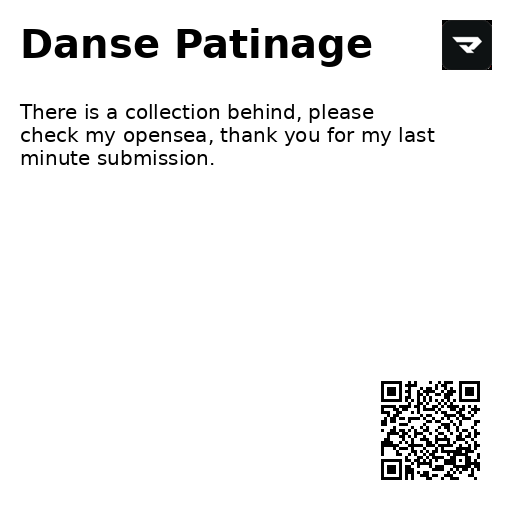 Danse Patinage
There is a collection behind, please
check my opensea, thank you for my last
minute submission.